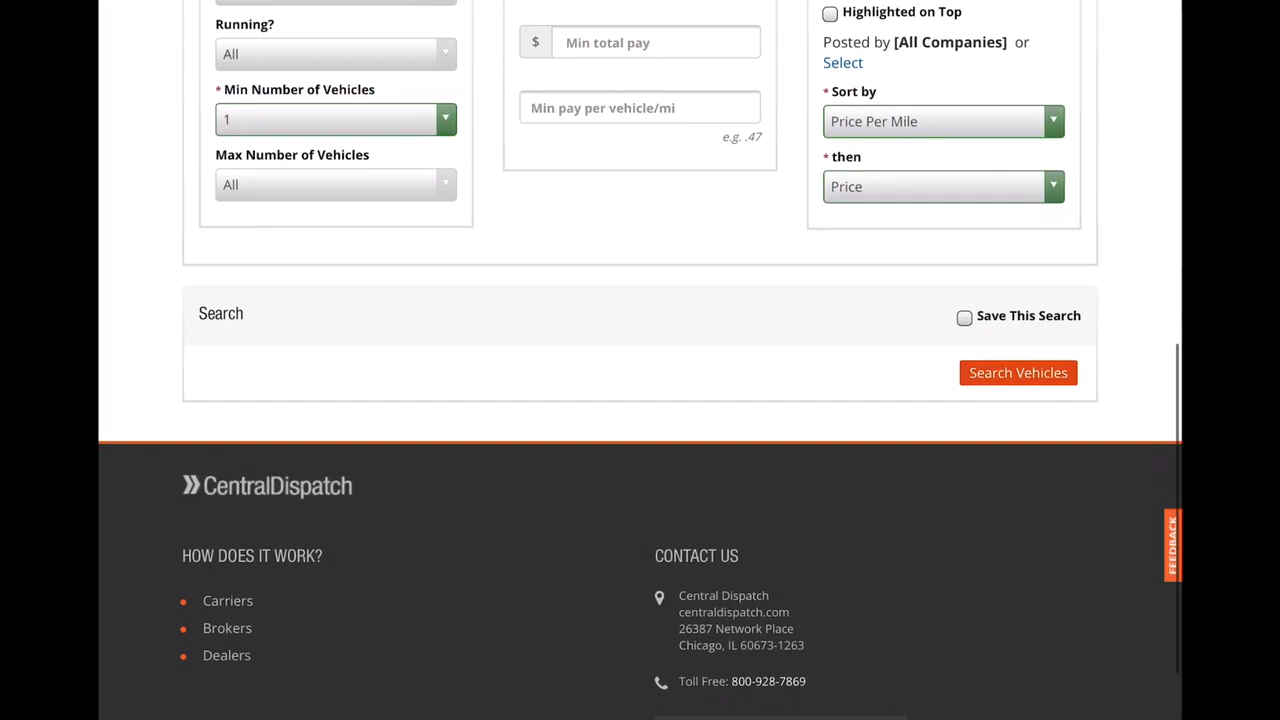 Running?
All
* Min Number of Vehicles
1
Max Number of Vehicles
All
$ Min total pay
Min pay per vehicle/mi
e.g. .47
Highlighted on Top
Posted by [All Companies] or
Select
* Sort by
Price Per Mile
* then
Price
Search
Save This Search
Search Vehicles
CentralDispatch
HOW DOES IT WORK?
Carriers
Brokers
Dealers
CONTACT US
Central Dispatch
centraldispatch.com
26387 Network Place
Chicago, IL 60673-1263
Toll Free: 800-928-7869
FEEDBACK